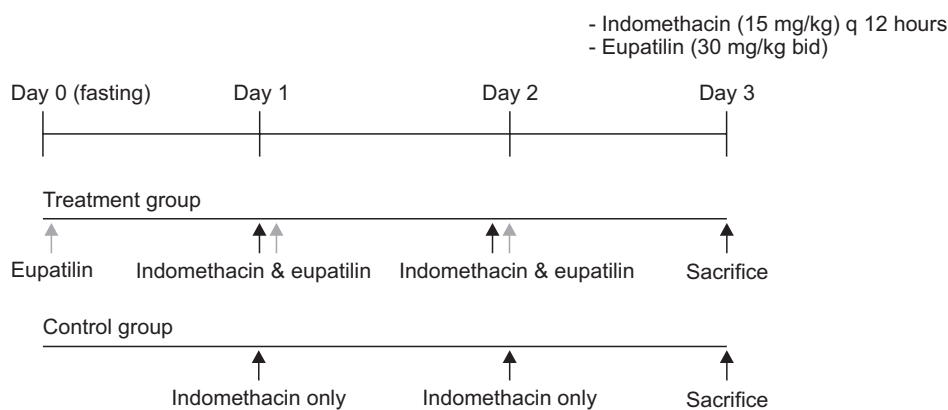 - Indomethacin (15 mg/kg) q 12 hours
- Eupatilin (30 mg/kg bid)
Day 0 (fasting) Day 1 Day 2 Day 3
Treatment group
Eupatilin Indomethacin & eupatilin Indomethacin & eupatilin Sacrifice
Control group
Indomethacin only Indomethacin only Sacrifice